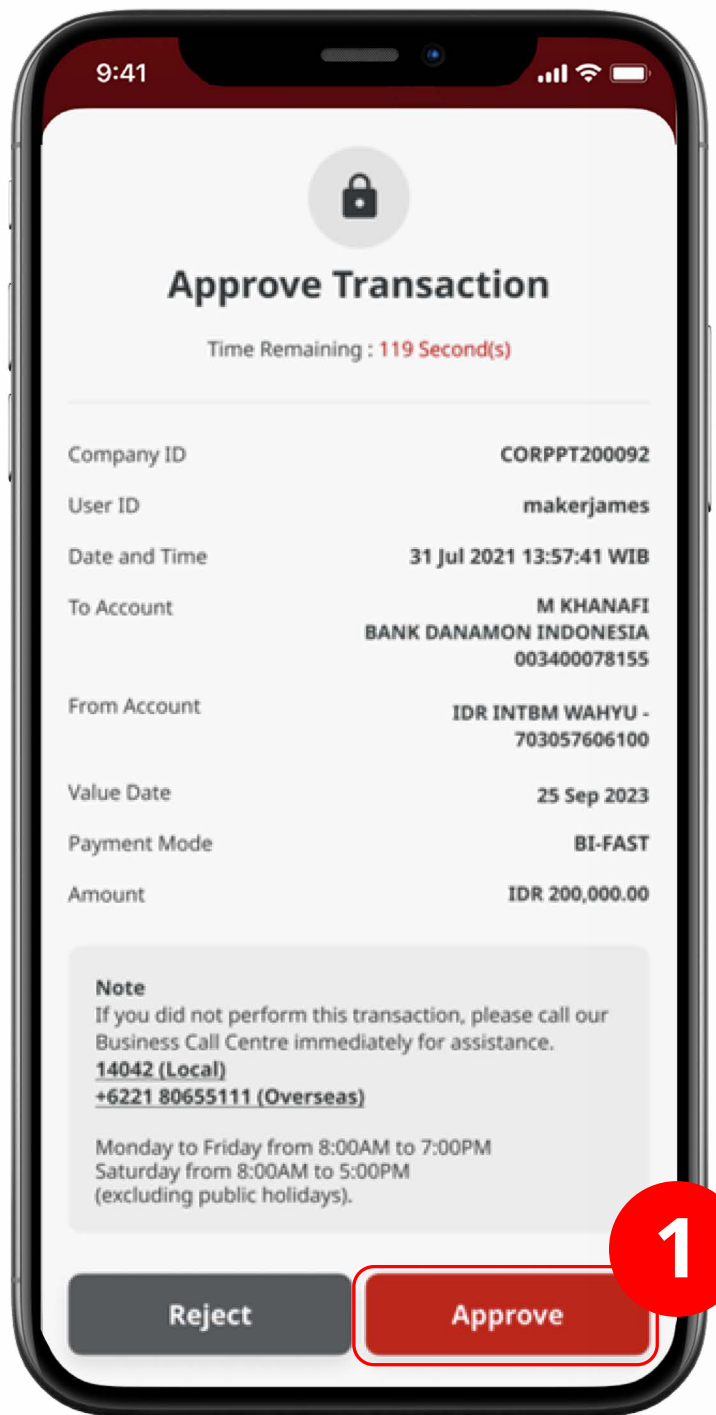 9:41
Approve Transaction
Time Remaining : 119 Second(s)
Company ID CORPPT200092
User ID makerjames
Date and Time 31 Jul 2021 13:57:41 WIB
To Account M KHANAFI
BANK DANAMON INDONESIA
003400078155
From Account IDR INTBM WAHYU -
703057606100
Value Date 25 Sep 2023
Payment Mode BI-FAST
Amount IDR 200,000.00
Note
If you did not perform this transaction, please call our
Business Call Centre immediately for assistance.
14042 (Local)
+6221 80655111 (Overseas)
Monday to Friday from 8:00AM to 7:00PM
Saturday from 8:00AM to 5:00PM
(excluding public holidays).
1
Reject Approve